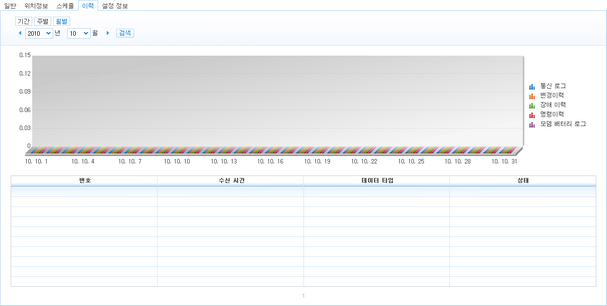 일반 위치정보 스케줄 이력 설정 정보
기간 주별 월별
2010 년 10 월 검색
0.15
0.12
0.09
0.06
0.03
0
10. 10. 1 10. 10. 4 10. 10. 7 10. 10. 10 10. 10. 13 10. 10. 16 10. 10. 19 10. 10. 22 10. 10. 25 10. 10. 28 10. 10. 31
통신 로그
변경이력
장애 이력
명령이력
모뎀 배터리 로그
번호 수신 시간 데이터 타입 상태
1